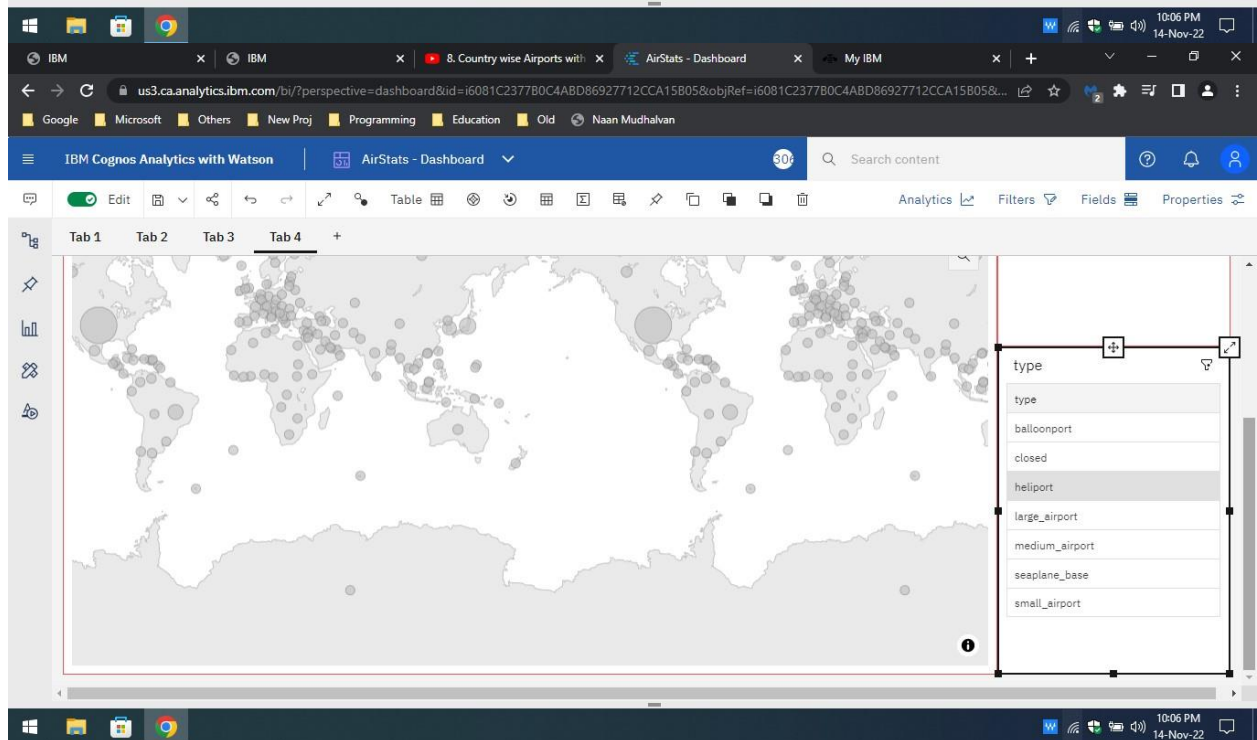 10:06 PM
14-Nov-22
IBM
IBM
8. Country wise Airports with
AirStats - Dashboard
My IBM
us3.ca.analytics.ibm.com/bi/?perspective=dashboard&id=i6081C2377B0C4ABD86927712CCA15B05&objRef=i6081C2377B0C4ABD86927712CCA15B05&...
2
Google Microsoft Others New Proj Programming Education Old Naan Mudhalvan
IBM Cognos Analytics with Watson
AirStats - Dashboard
306
Search content
Edit
Table
Analytics Filters Fields Properties
Tab 1 Tab 2 Tab 3 Tab 4 +
type
type
balloonport
closed
heliport
large_airport
medium_airport
seaplane_base
small_airport
10:06 PM
14-Nov-22